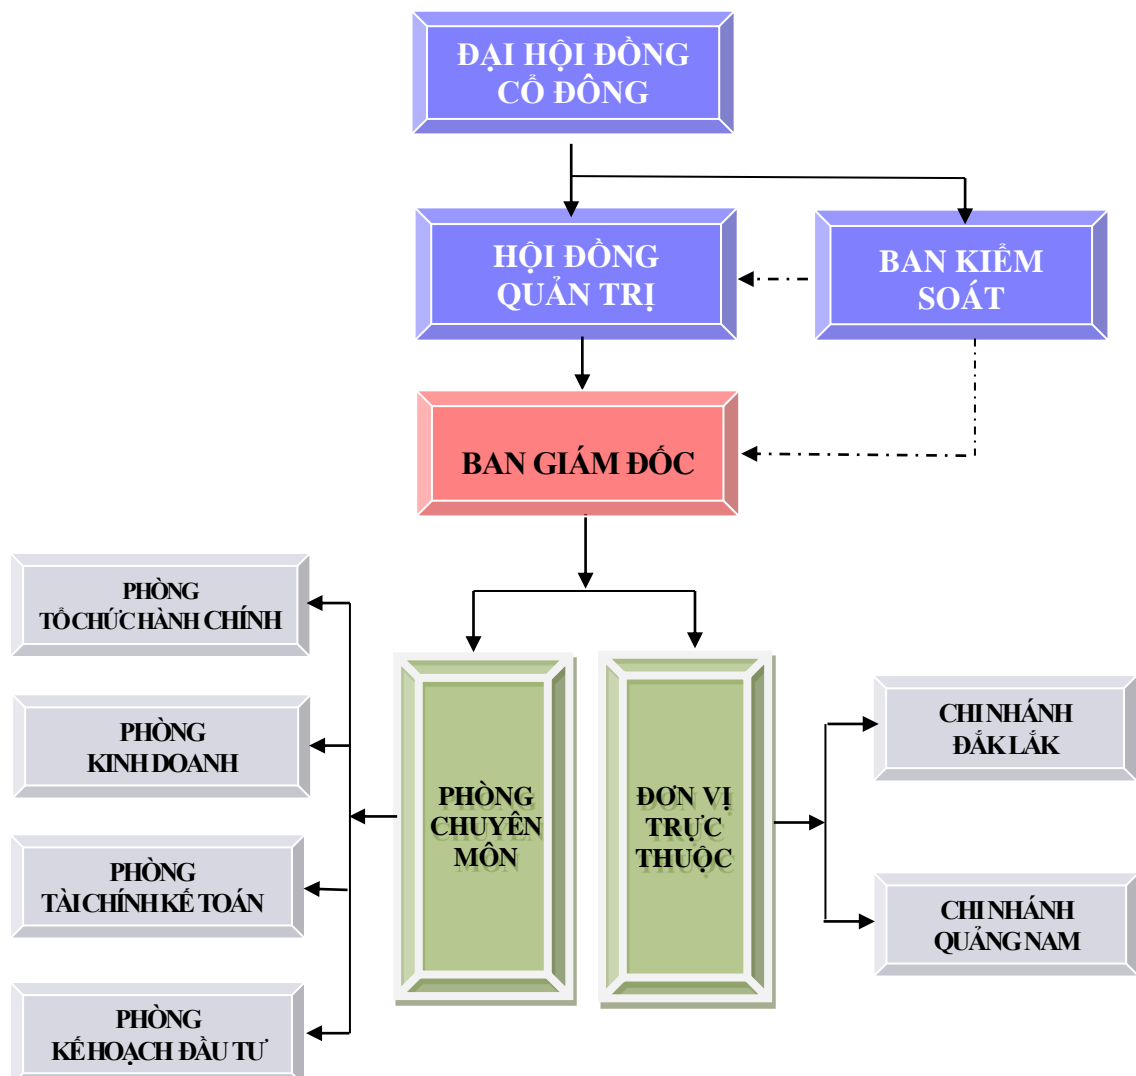 ĐẠI HỘI ĐỒNG
CỔ ĐÔNG
HỘI ĐỒNG
QUẢN TRỊ
BAN KIỂM
SOÁT
BAN GIÁM ĐỐC
PHÒNG
TỔ CHỨC HÀNH CHÍNH
PHÒNG
KINH DOANH
PHÒNG
TÀI CHÍNH KẾ TOÁN
PHÒNG
KẾ HOẠCH ĐẦU TƯ
PHÒNG
CHUYÊN
MÔN
ĐƠN VỊ
TRỰC
THUỘC
CHI NHÁNH
ĐẮK LẮK
CHI NHÁNH
QUẢNG NAM